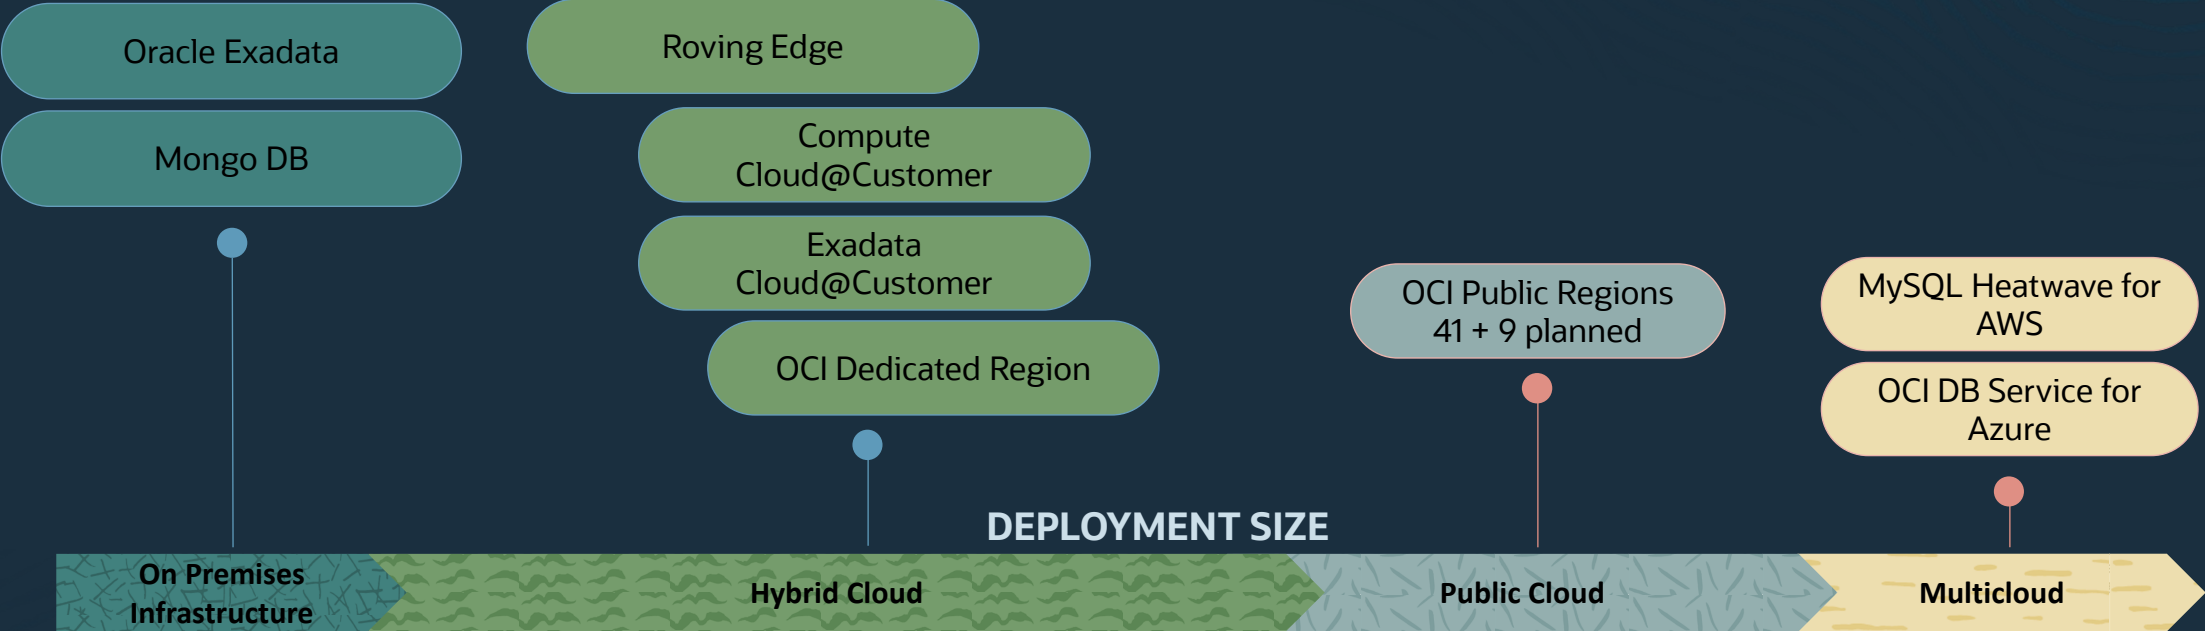 Oracle Exadata
Mongo DB
Roving Edge
Compute
Cloud@Customer
Exadata
Cloud@Customer
OCI Dedicated Region
OCI Public Regions
41 + 9 planned
MySQL Heatwave for
AWS
OCI DB Service for
Azure
DEPLOYMENT SIZE
On Premises
Infrastructure
Hybrid Cloud
Public Cloud
Multicloud